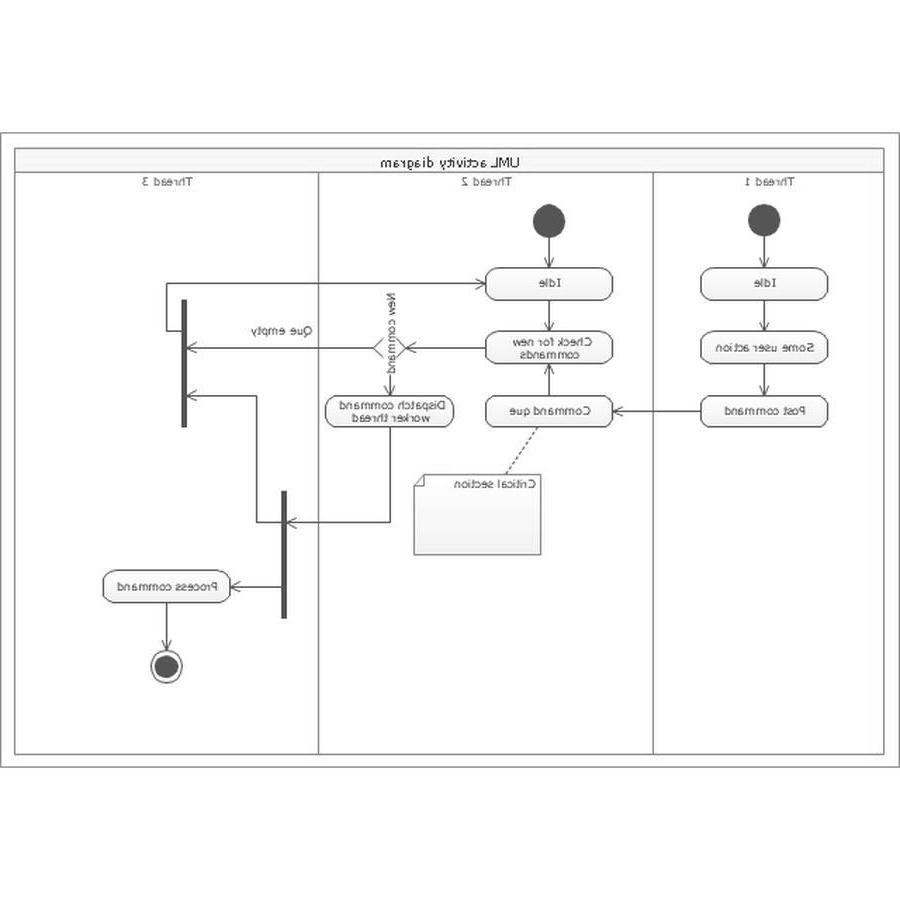 UML activity diagram
Thread 1
Thread 2
Thread 3
Idle
Idle
New command
Que empty
Some user action
Check for new
commands
Post command
Command que
Dispatch command
worker thread
Critical section
Process command